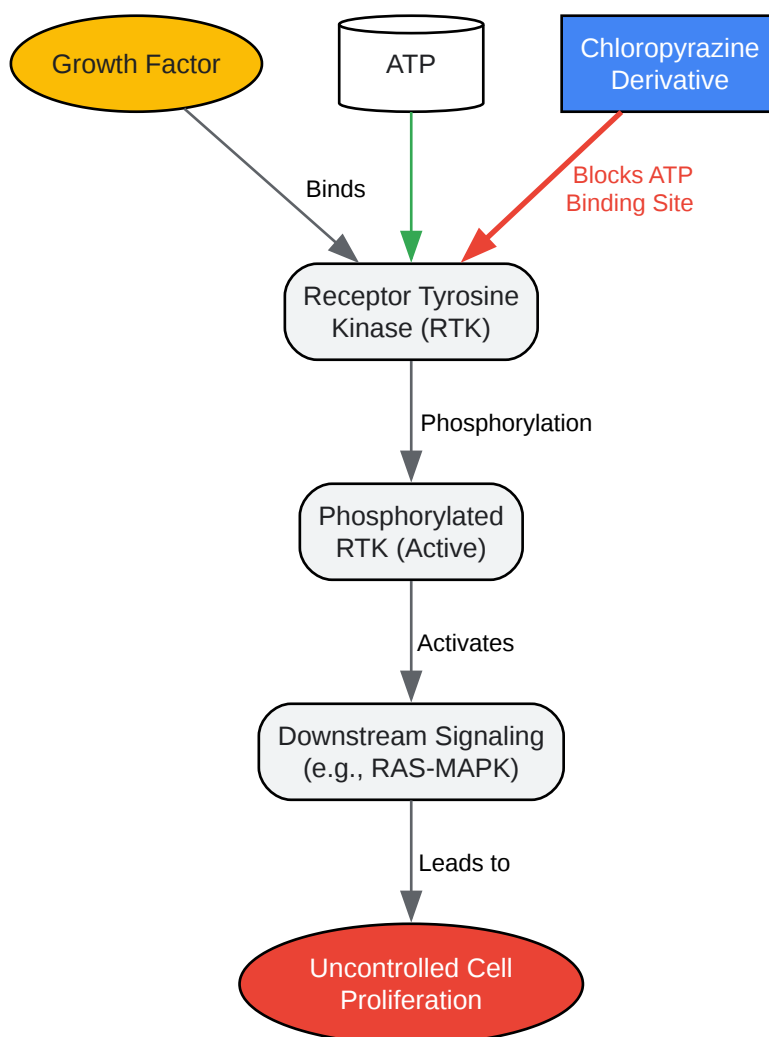 Growth Factor
ATP
Chloropyrazine
Derivative
Binds
Blocks ATP
Binding Site
Receptor Tyrosine
Kinase (RTK)
Phosphorylation
Phosphorylated
RTK (Active)
Activates
Downstream Signaling
(e.g., RAS-MAPK)
Leads to
Uncontrolled Cell
Proliferation